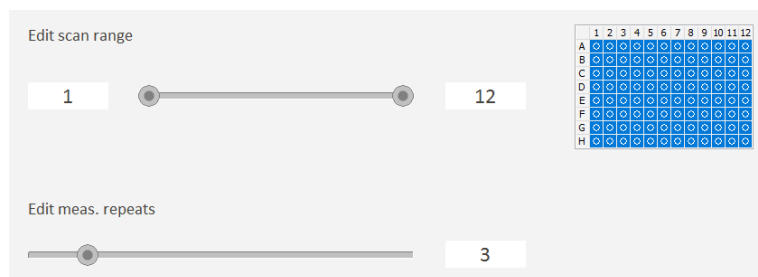 Edit scan range
1 12
1 2 3 4 5 6 7 8 9 10 11 12
A
B
C
D
E
F
G
H
Edit meas. repeats
3